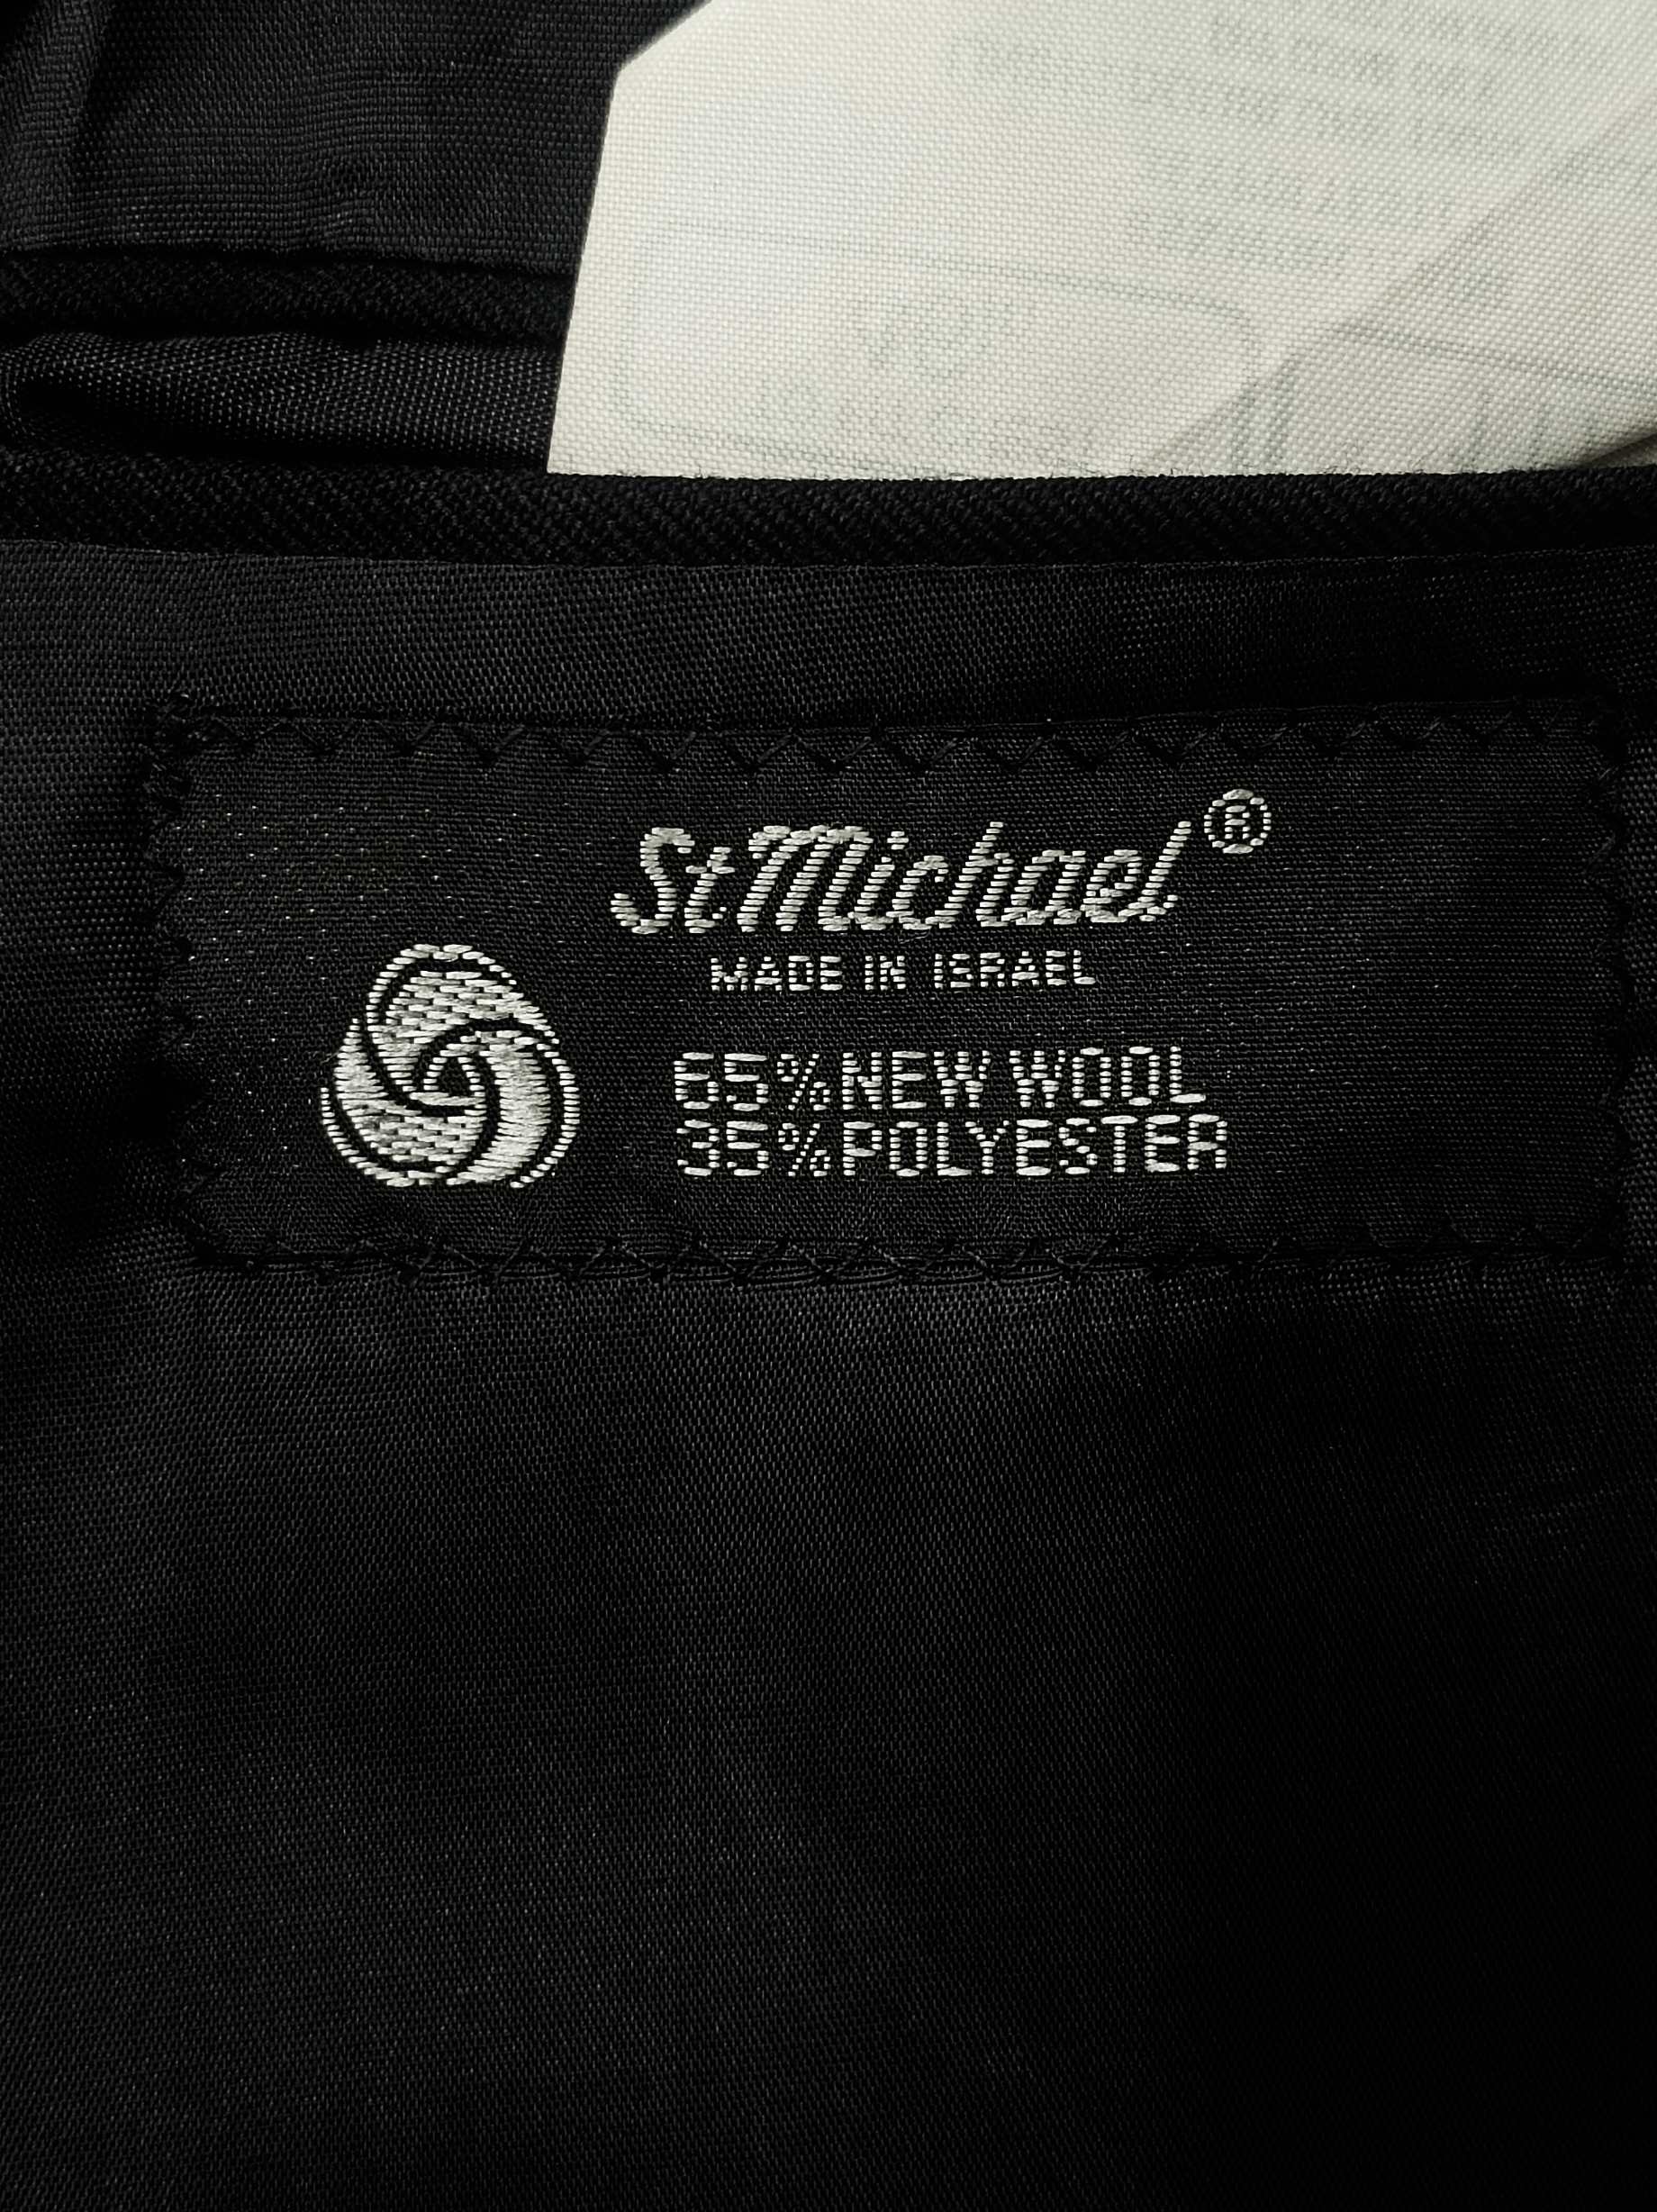 St Michael®
MADE IN ISRAEL
65% NEW WOOL
35% POLYESTER